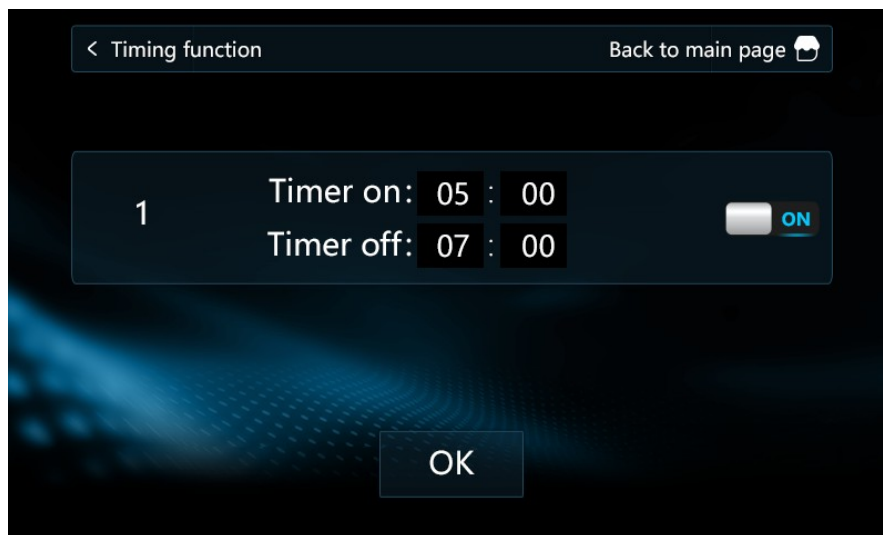 < Timing function
Back to main page
1
Timer on: 05 : 00
Timer off: 07 : 00
ON
OK